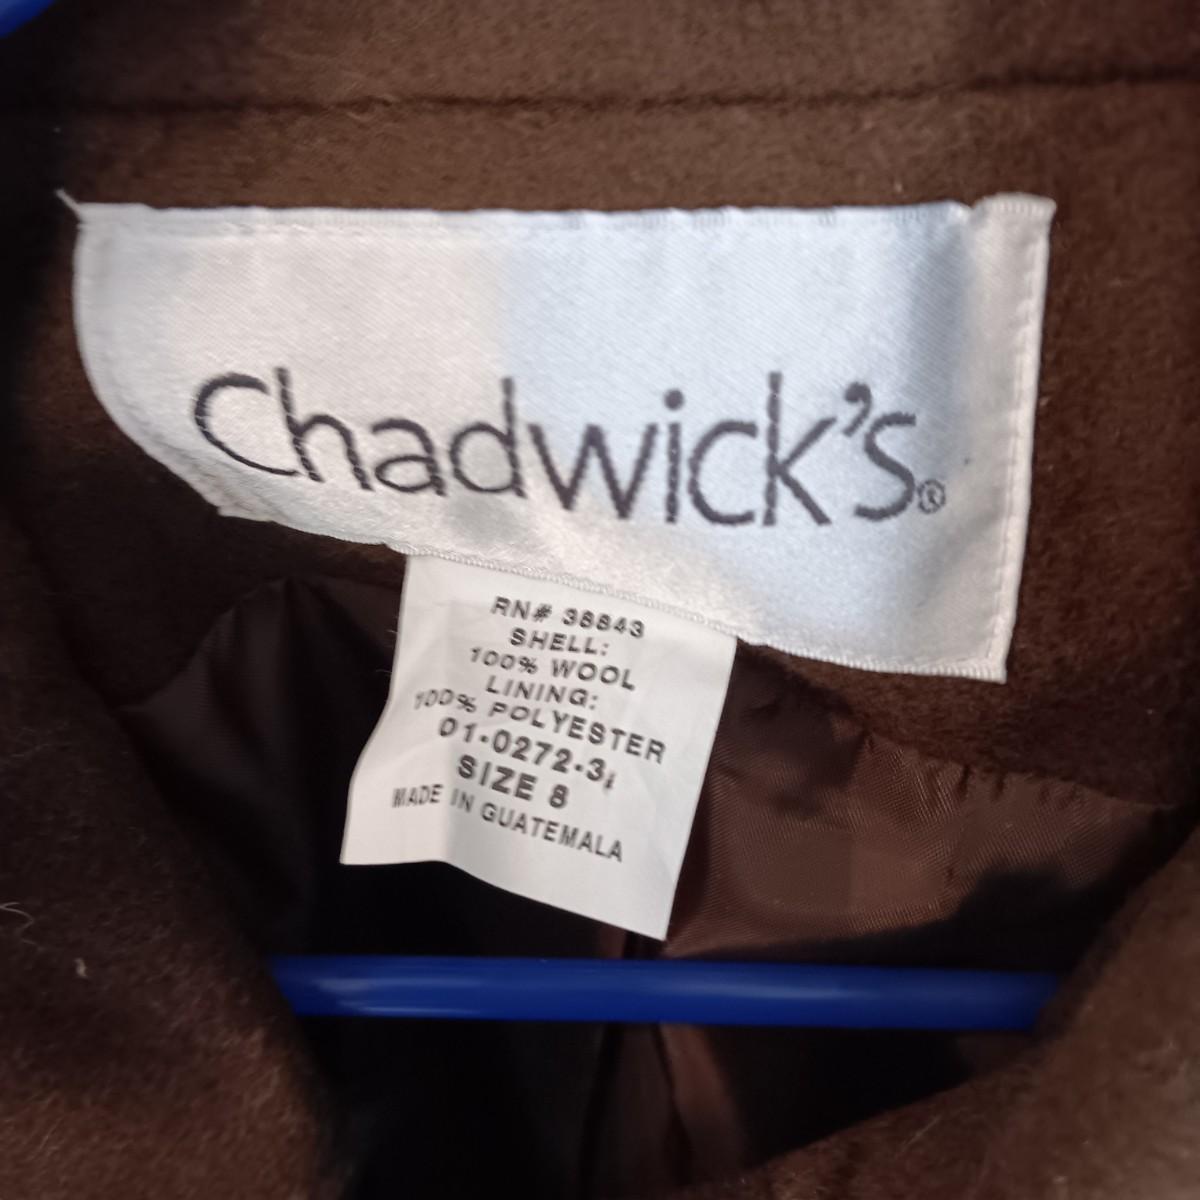 Chadwick's®
RN# 38843
SHELL:
100% WOOL
LINING:
100% POLYESTER
01-0272-3
SIZE 8
MADE IN GUATEMALA